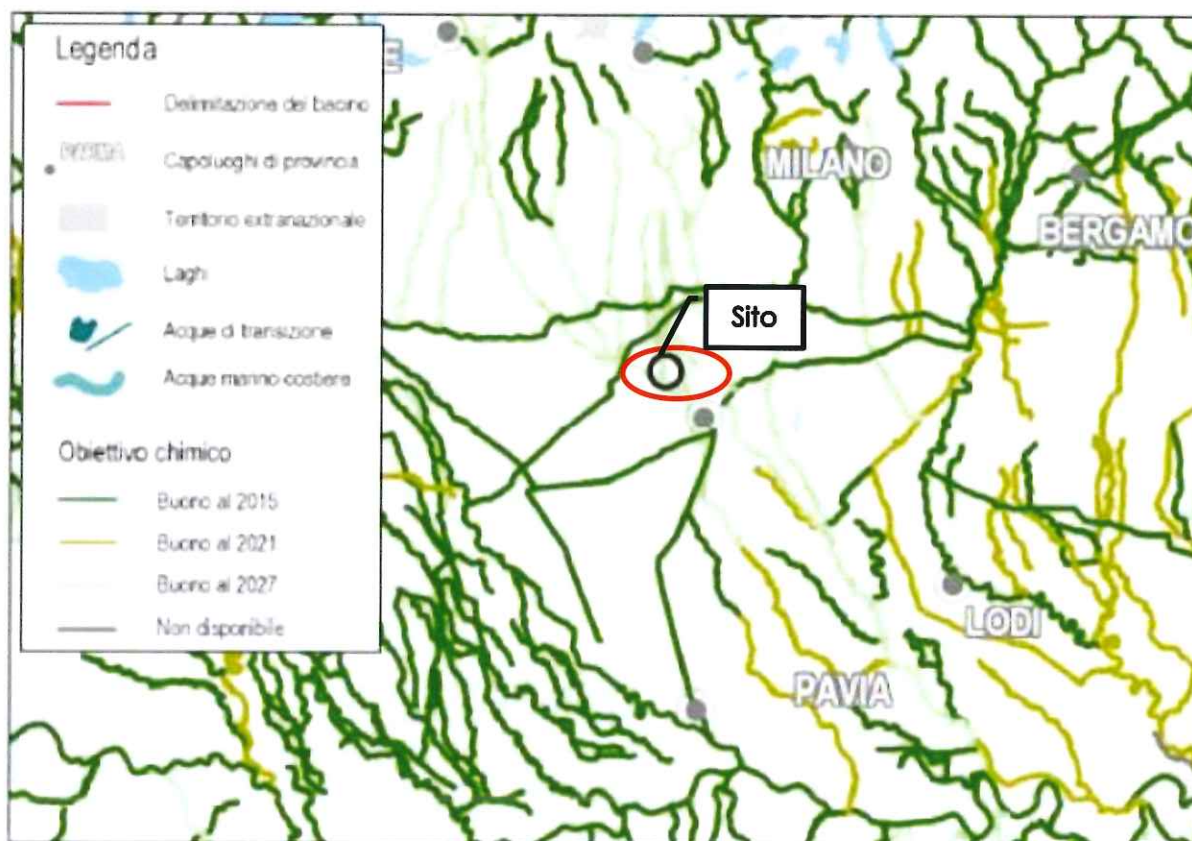 Legenda
Delimitazione del bacino
Capoluoghi di provincia
Territorio extranazionale
Laghi
Acque di transizione
Acque marino costiere
Obiettivo chimico
Buono al 2015
Buono al 2021
Buono al 2027
Non disponibile
E
MILANO
BERGAMO
Sito
LODI
PAVIA